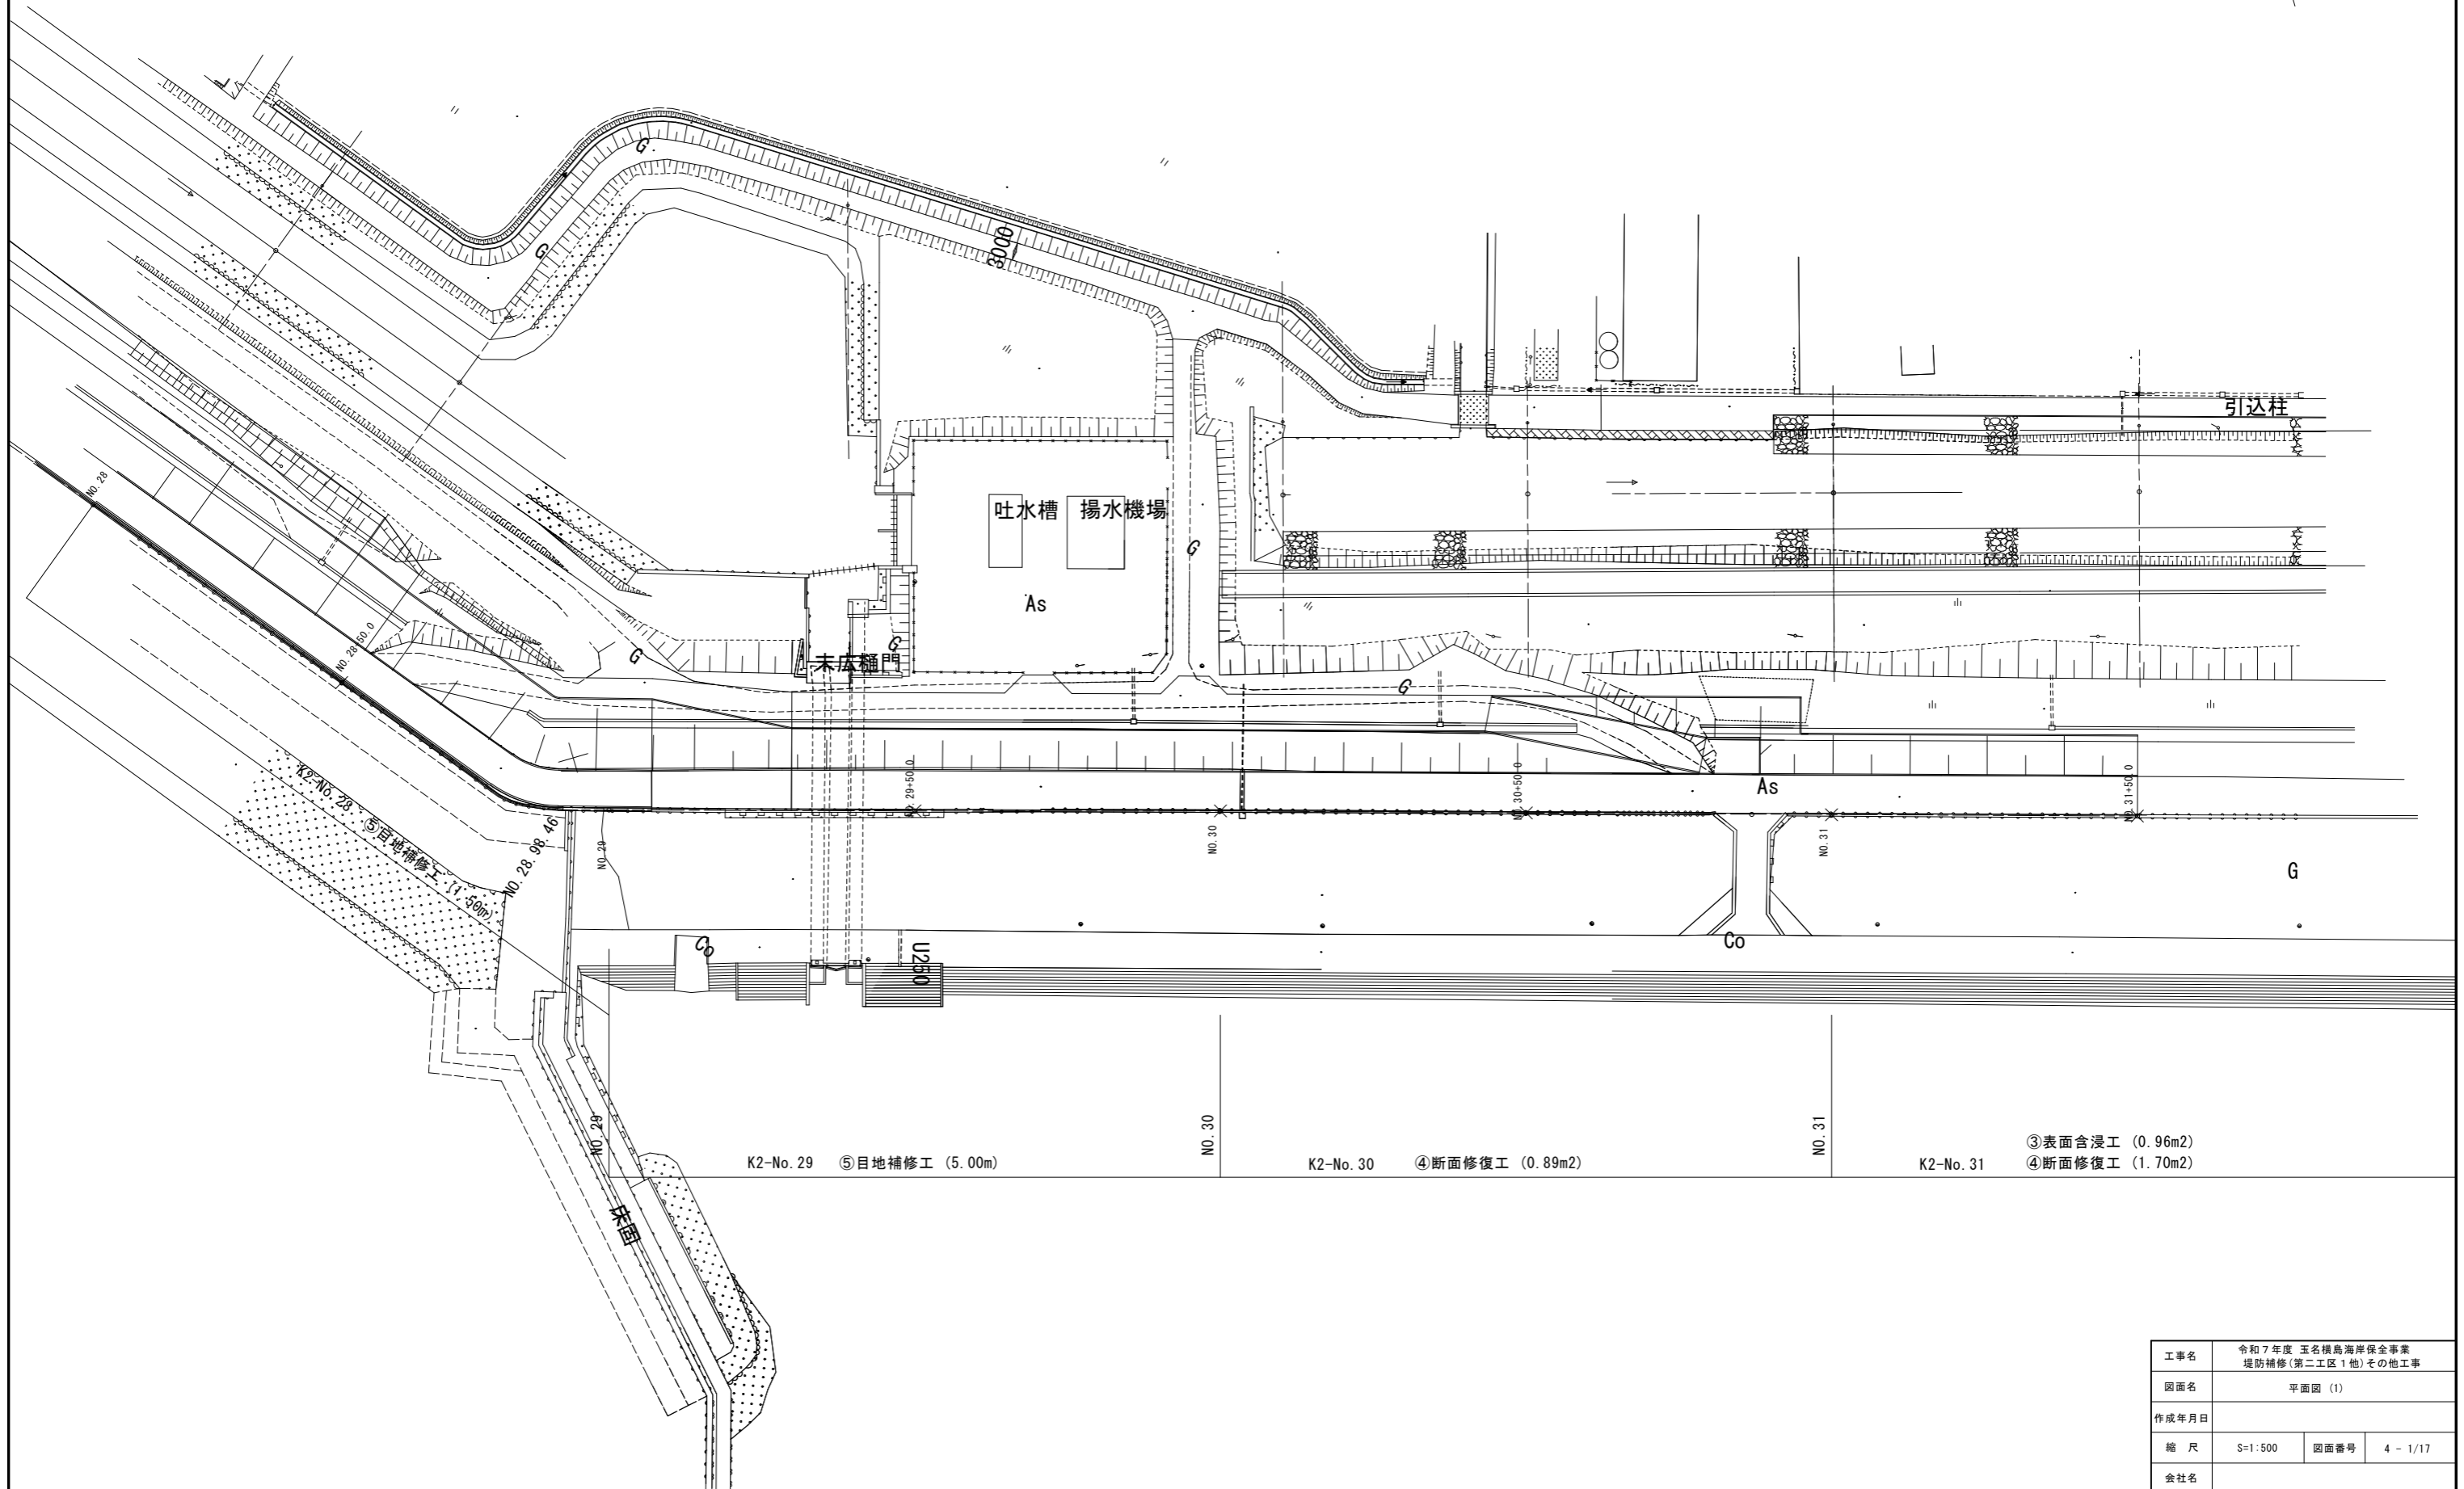 G
G
3000
引込柱
NO.28
吐水槽 揚水機場
G
As
NO.28+50.0
G
末広樋門
G
G
K2-No.28 ⑤目地補修工 (1.50m)
NO.28.98.46
NO.29
NO.29+50.0
NO.30
NO.30+50.0
As
NO.31
NO.31+50.0
G
Co
U250
Co
NO.29
NO.30
NO.31
K2-No.29 ⑤目地補修工 (5.00m)
K2-No.30 ④断面修復工 (0.89m2)
K2-No.31 ③表面含浸工 (0.96m2)
④断面修復工 (1.70m2)
床固
工事名 令和7年度 玉名横島海岸保全事業
堤防補修(第二工区1他)その他工事
図面名 平面図 (1)
作成年月日
縮 尺 S=1:500 図面番号 4 - 1/17
会社名